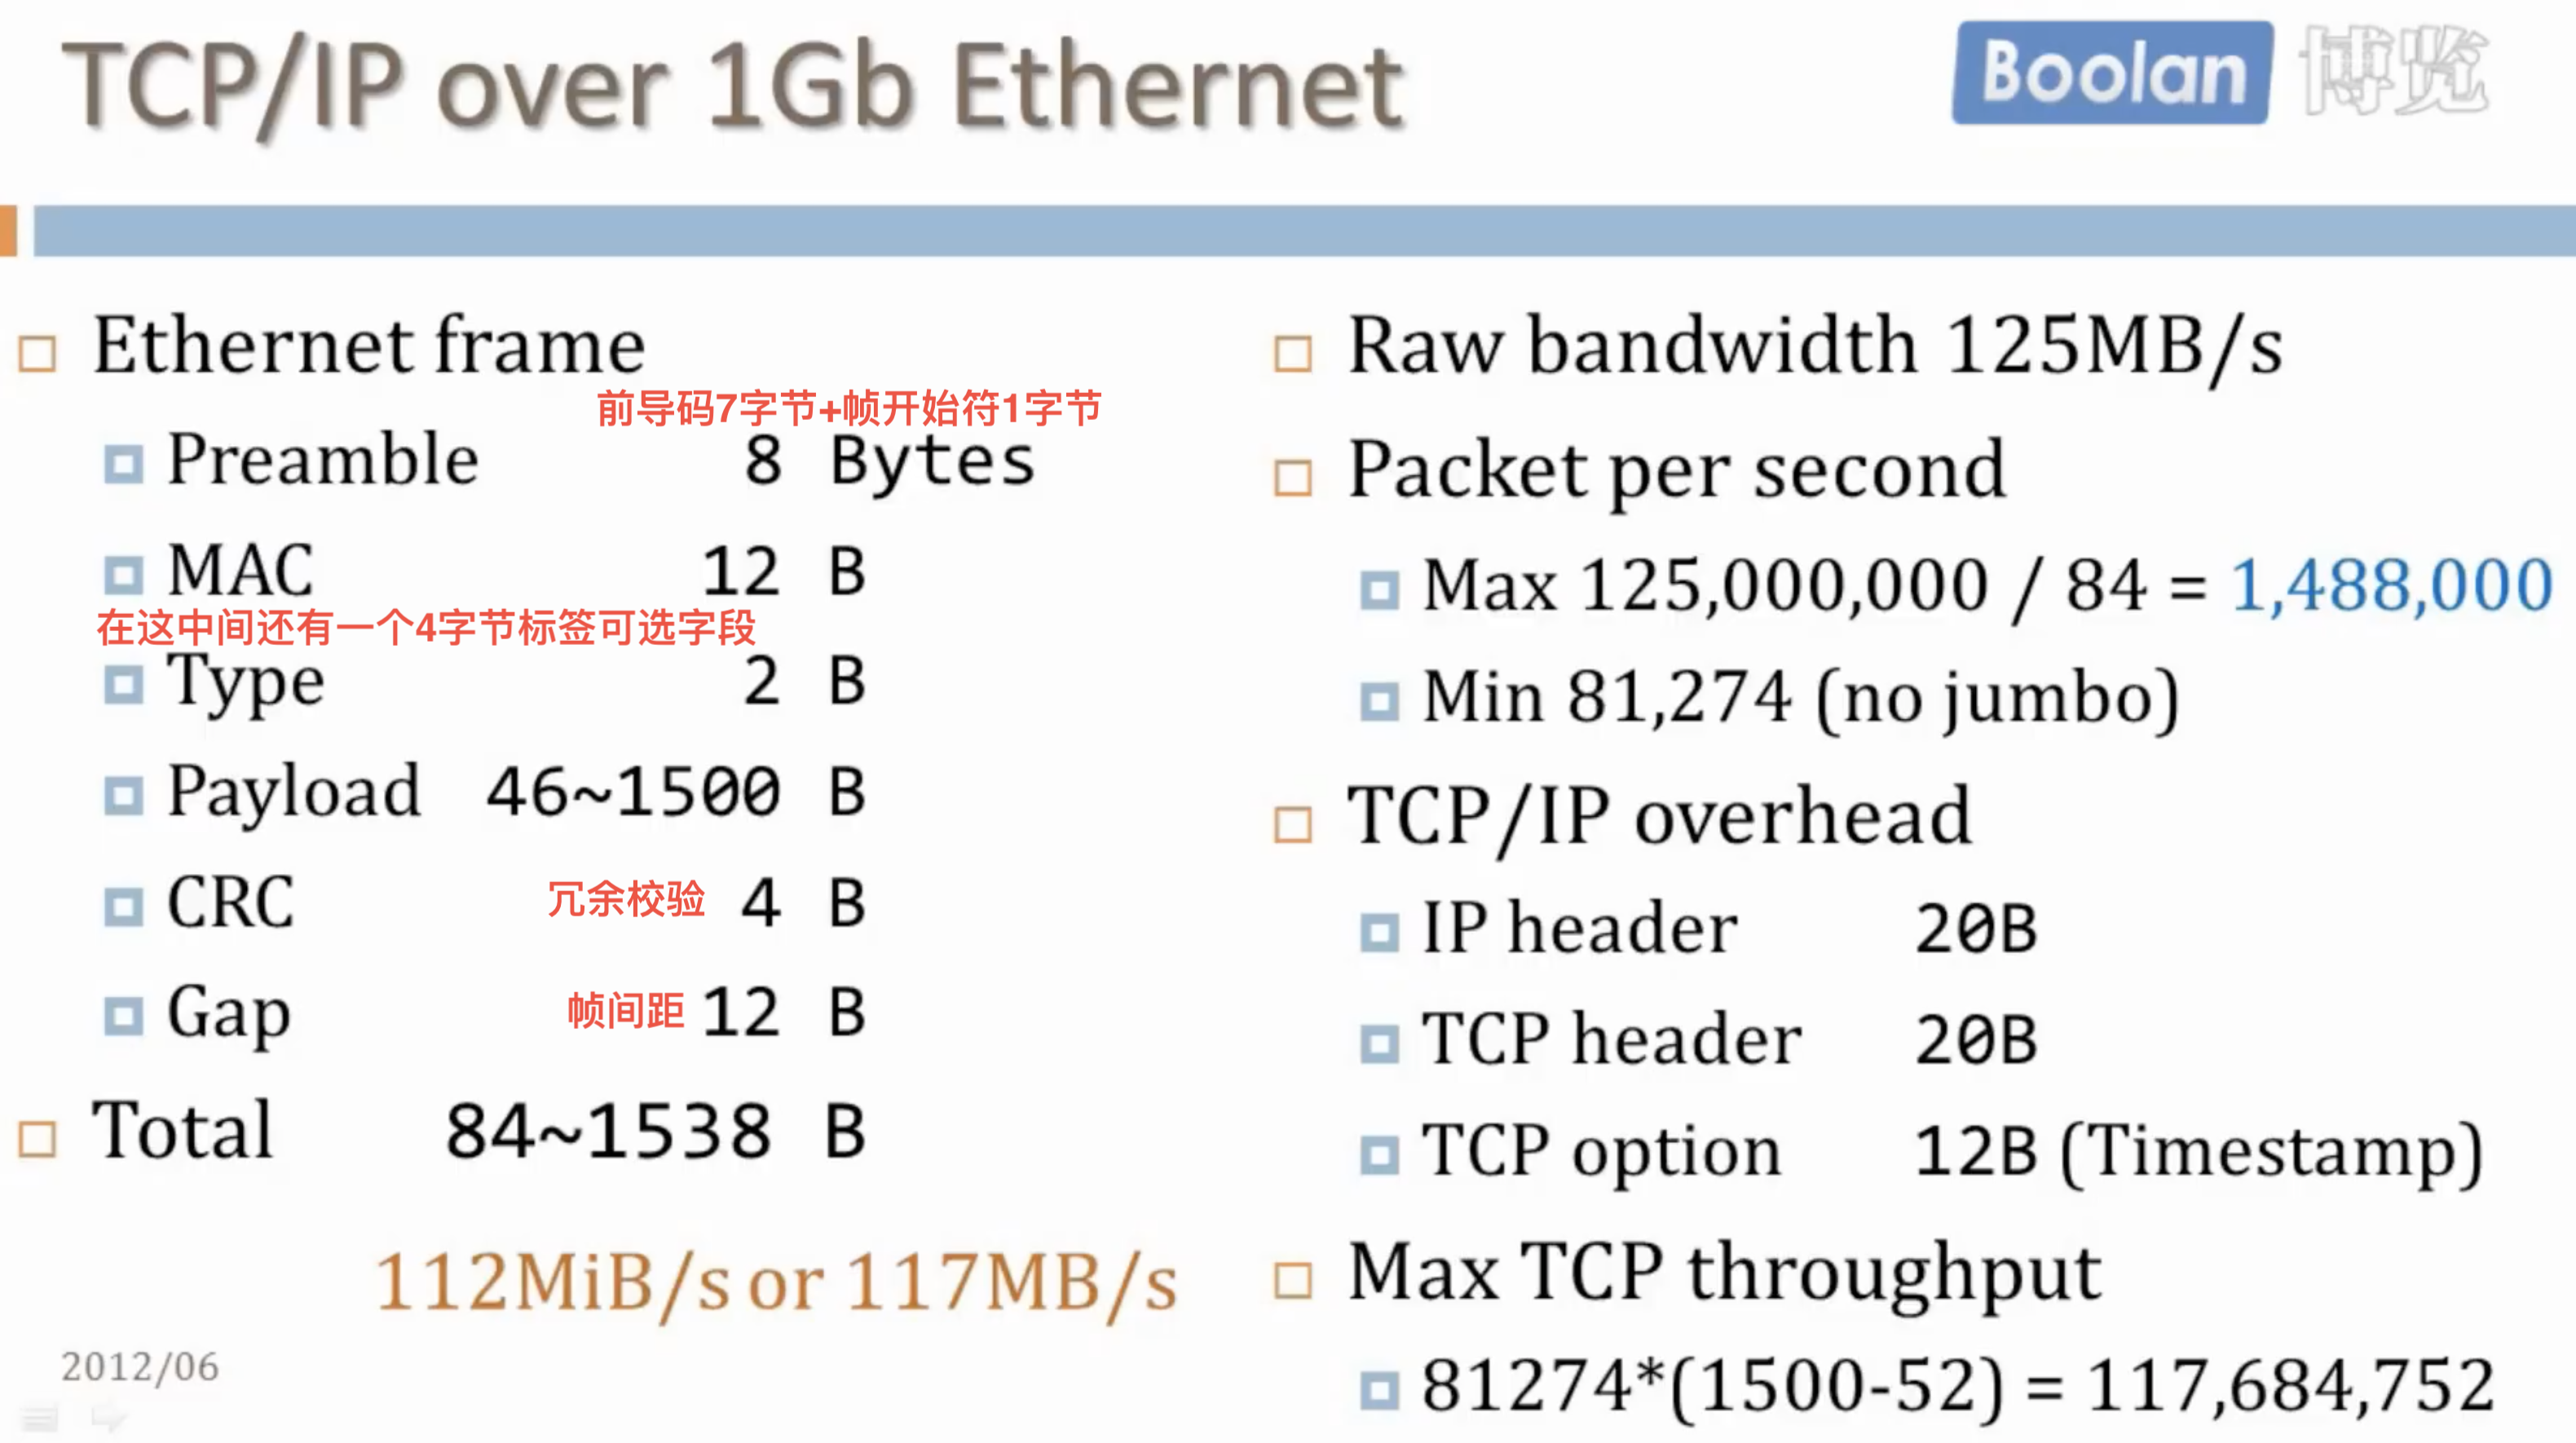 TCP/IP over 1Gb Ethernet
Boolan 博览
Ethernet frame
前导码7字节+帧开始符1字节
Preamble 8 Bytes
MAC 12 B
在这中间还有一个4字节标签可选字段
Type 2 B
Payload 46~1500 B
CRC 冗余校验 4 B
Gap 帧间距 12 B
Total 84~1538 B
112MiB/s or 117MB/s
Raw bandwidth 125MB/s
Packet per second
Max 125,000,000 / 84 = 1,488,000
Min 81,274 (no jumbo)
TCP/IP overhead
IP header 20B
TCP header 20B
TCP option 12B (Timestamp)
Max TCP throughput
81274*(1500-52) = 117,684,752
2012/06